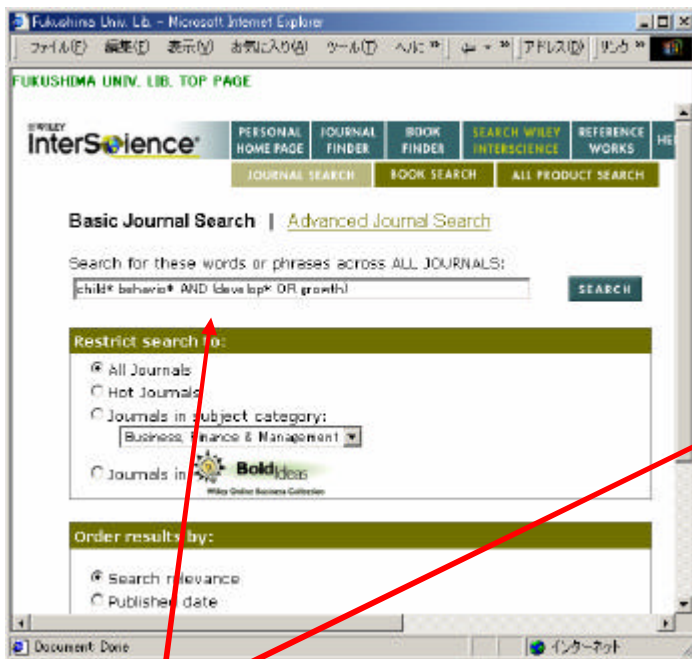 Fukushima Univ. Lib. - Microsoft Internet Explorer
ファイル(F) 編集(E) 表示(V) お気に入り(A) ツール(T) ヘルプ » アドレス(D) リンク »
FUKUSHIMA UNIV. LIB. TOP PAGE
WILEY
InterScience
PERSONAL HOME PAGE JOURNAL FINDER BOOK FINDER SEARCH WILEY INTERSCIENCE REFERENCE WORKS HE
JOURNAL SEARCH BOOK SEARCH ALL PRODUCT SEARCH
Basic Journal Search | Advanced Journal Search
Search for these words or phrases across ALL JOURNALS:
child* behavio* AND (develop* OR growth) SEARCH
Restrict search to:
All Journals
Hot Journals
Journals in subject category:
Business, Finance & Management
Journals in BoldIdeas
Wiley Online Business Collection
Order results by:
Search relevance
Published date
Document: Done インターネット